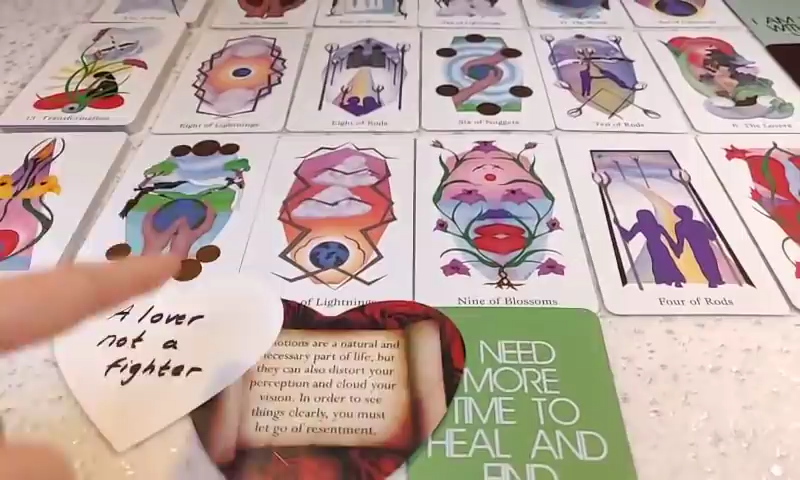 I AM
13 Transformation
Eight of Lightnings
Eight of Rods
Six of Nuggets
Ten of Rods
6 The Lovers
of Lightnings
Nine of Blossoms
Four of Rods
A lover
not a
fighter
otions are a natural and
ecessary part of life, but
they can also distort your
perception and cloud your
vision. In order to see
things clearly, you must
let go of resentment.
NEED
MORE
TIME TO
HEAL AND
FIND